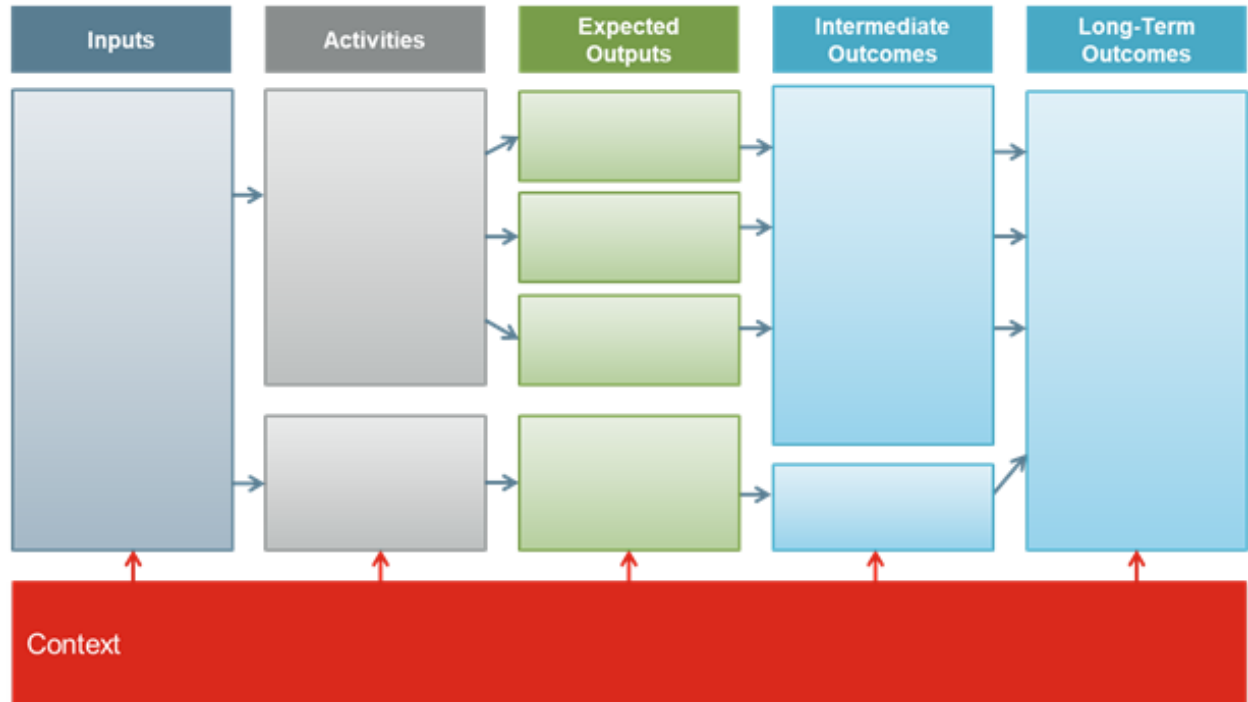 Inputs
Activities
Expected
Outputs
Intermediate
Outcomes
Long-Term
Outcomes
Context